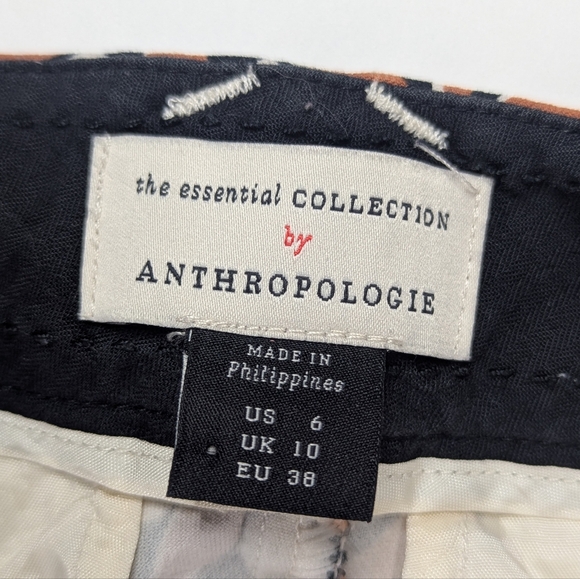 the essential COLLECTION
by
ANTHROPOLOGIE
MADE IN
Philippines
US 6
UK 10
EU 38